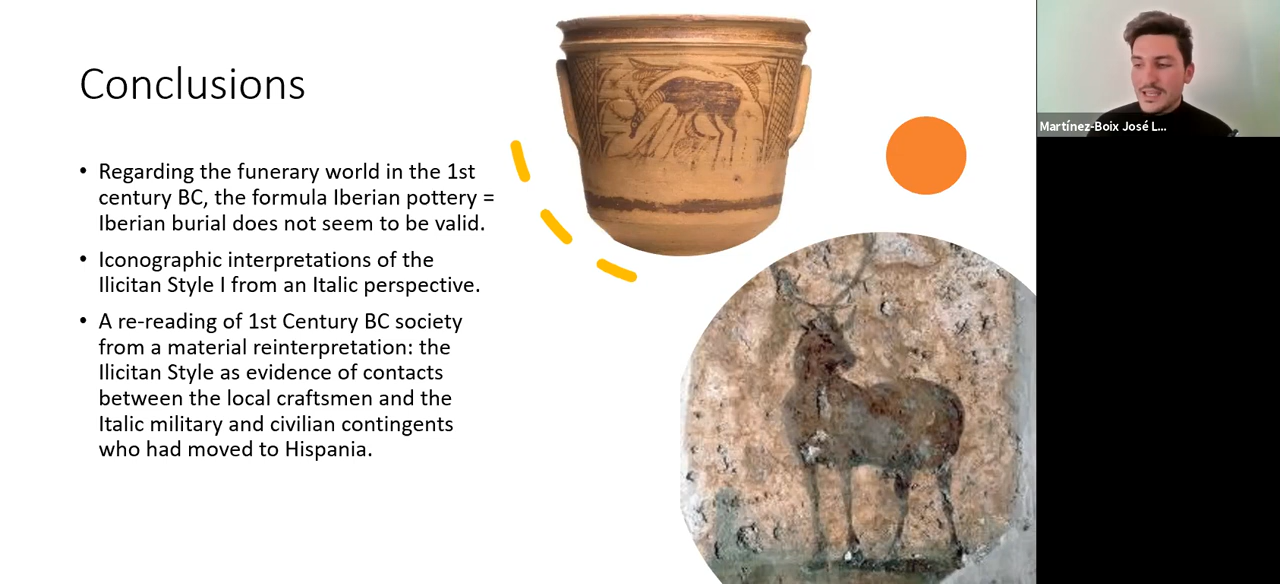 Conclusions
• Regarding the funerary world in the 1st
century BC, the formula Iberian pottery =
Iberian burial does not seem to be valid.
• Iconographic interpretations of the
Ilicitan Style I from an Italic perspective.
• A re-reading of 1st Century BC society
from a material reinterpretation: the
Ilicitan Style as evidence of contacts
between the local craftsmen and the
Italic military and civilian contingents
who had moved to Hispania.
Martínez-Boix José L...